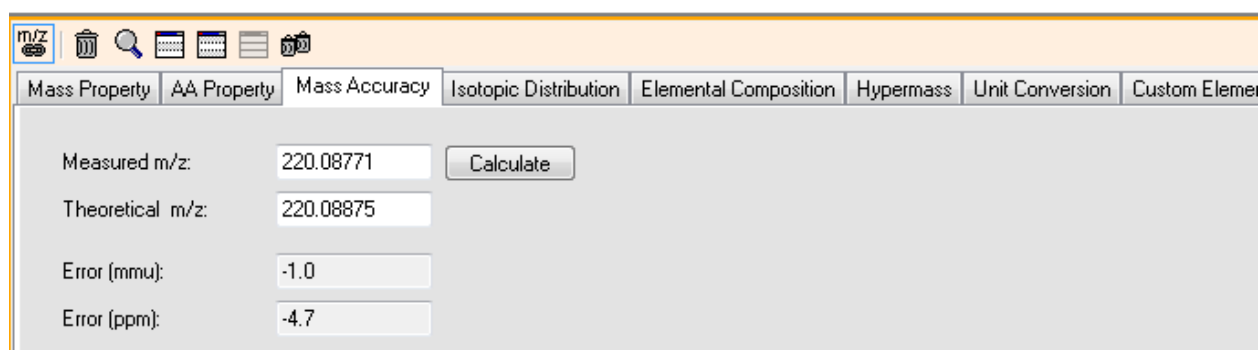 m/z
Mass Property AA Property Mass Accuracy Isotopic Distribution Elemental Composition Hypermass Unit Conversion Custom Elemen
Measured m/z: 220.08771 Calculate
Theoretical m/z: 220.08875
Error (mmu): -1.0
Error (ppm): -4.7